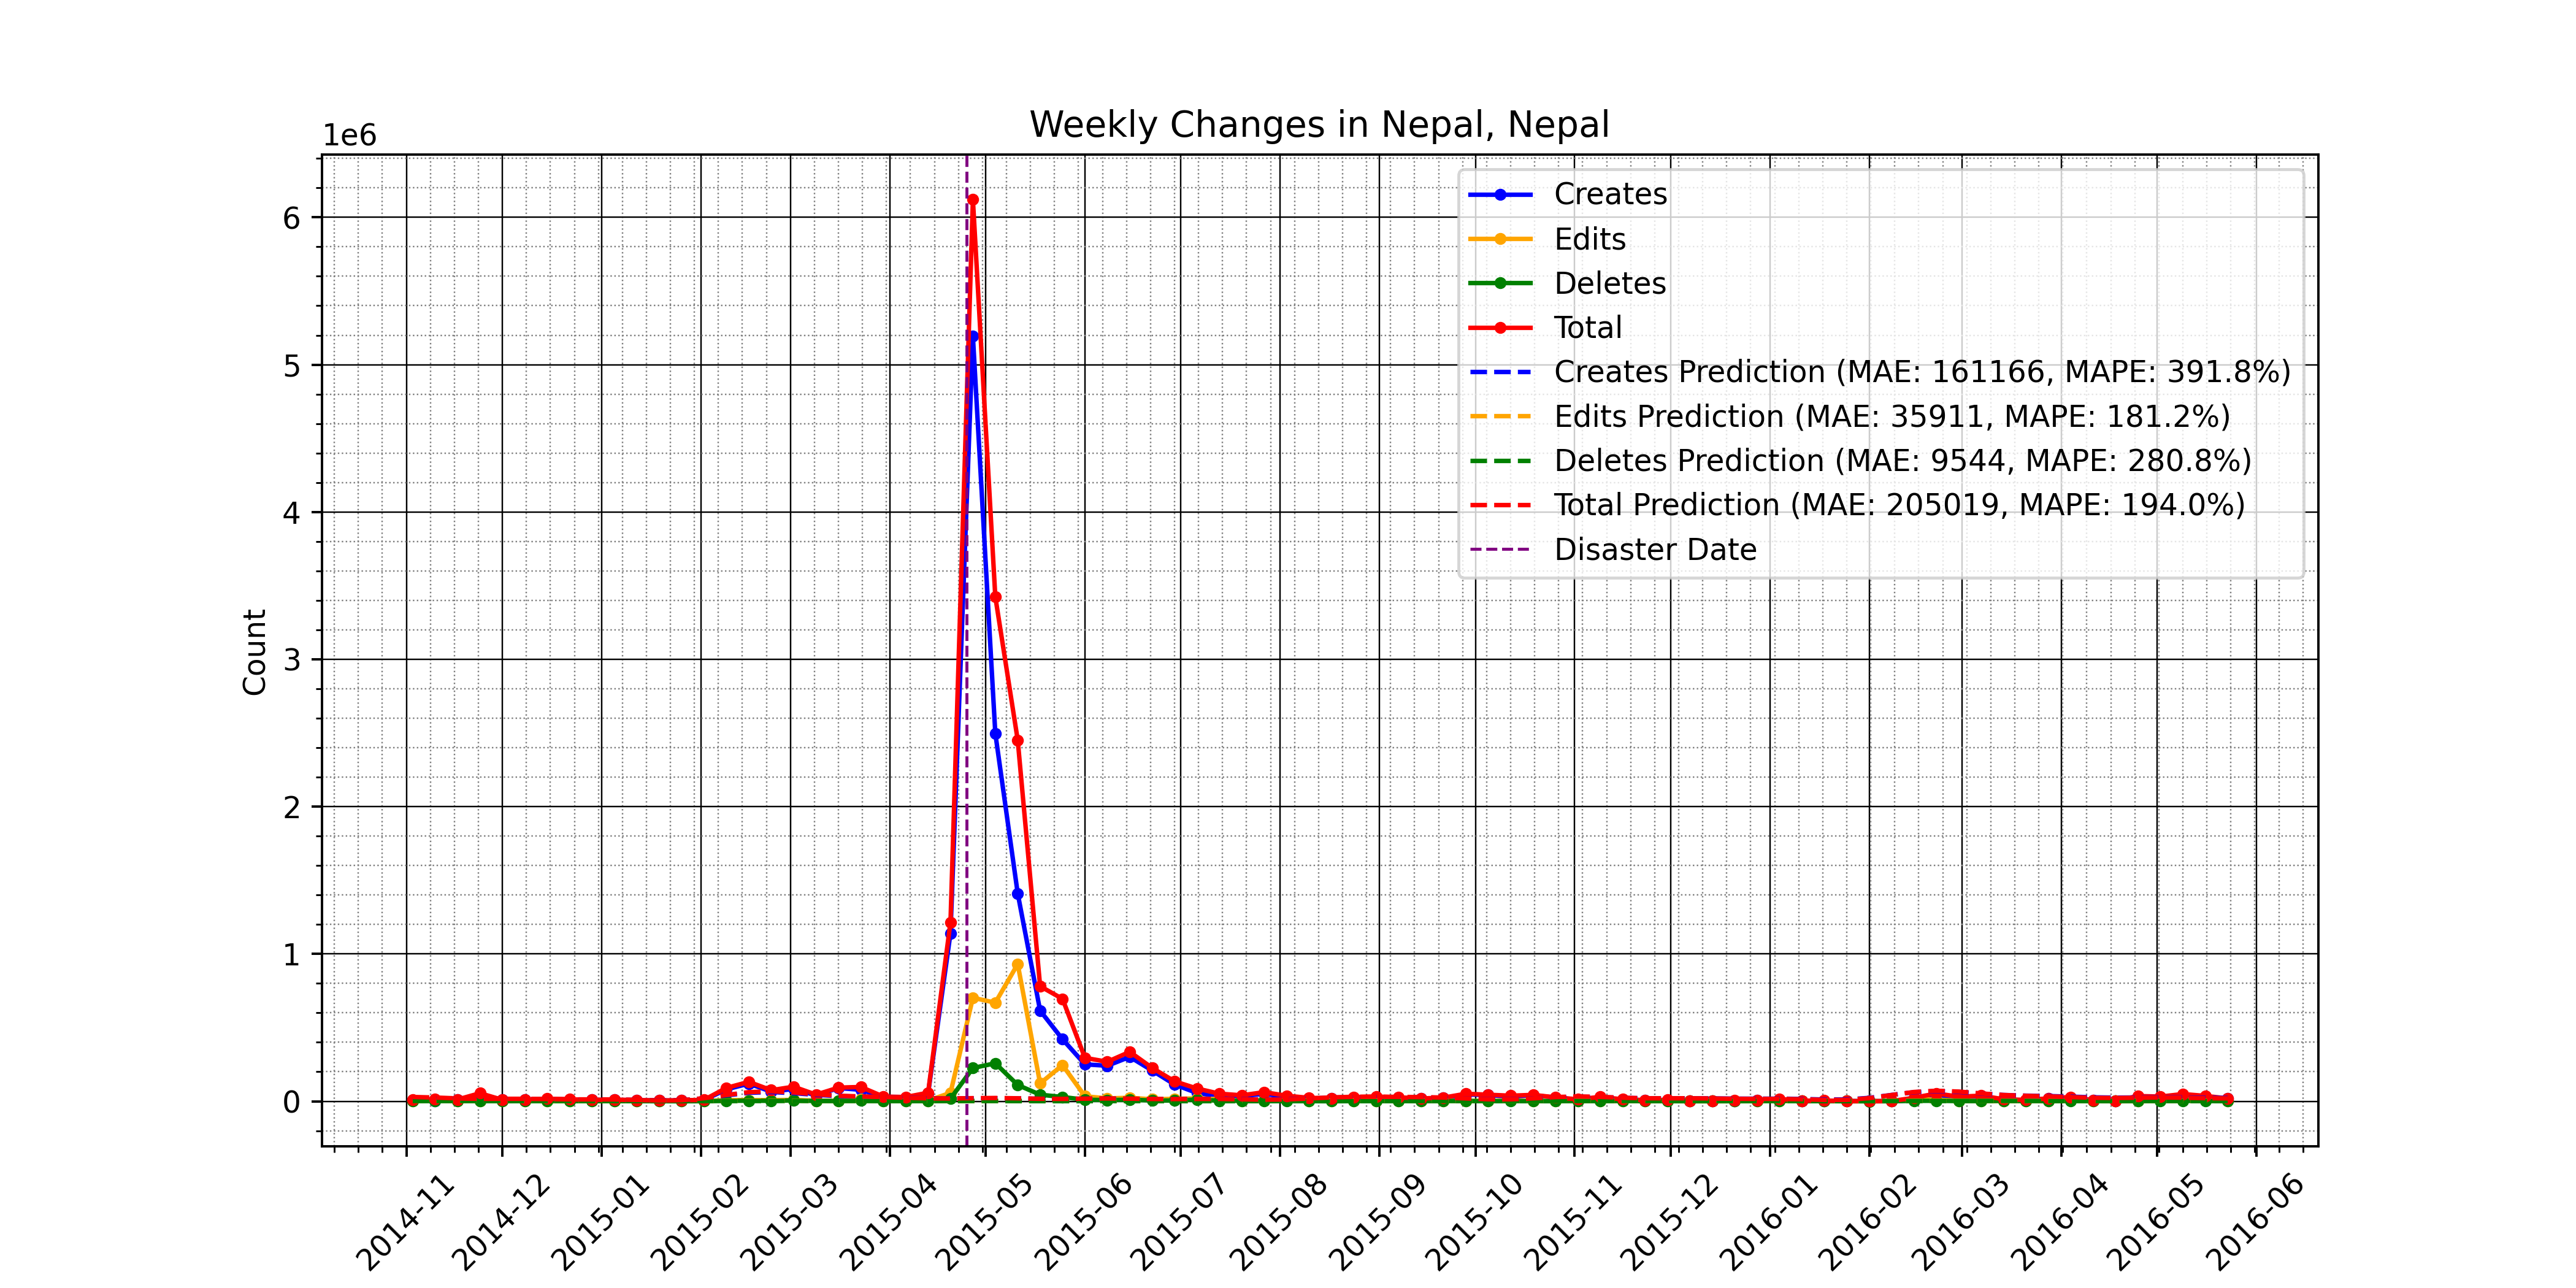 Weekly Changes in Nepal, Nepal
1e6
6
5
4
3
2
1
0
Count
Creates
Edits
Deletes
Total
Creates Prediction (MAE: 161166, MAPE: 391.8%)
Edits Prediction (MAE: 35911, MAPE: 181.2%)
Deletes Prediction (MAE: 9544, MAPE: 280.8%)
Total Prediction (MAE: 205019, MAPE: 194.0%)
Disaster Date
2014-11
2014-12
2015-01
2015-02
2015-03
2015-04
2015-05
2015-06
2015-07
2015-08
2015-09
2015-10
2015-11
2015-12
2016-01
2016-02
2016-03
2016-04
2016-05
2016-06